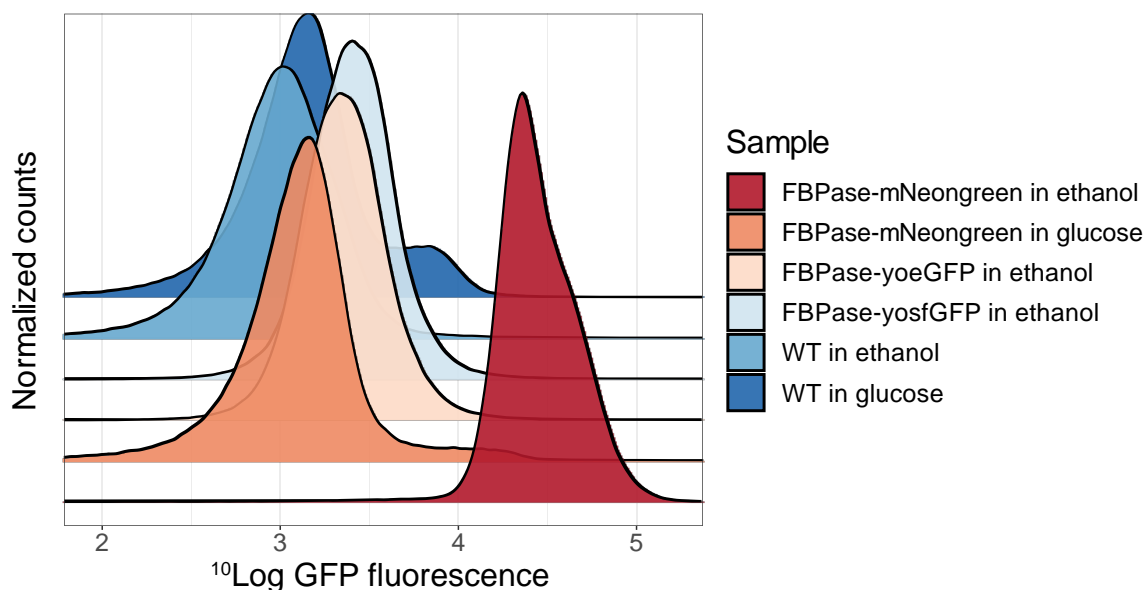 Normalized counts
2 3 4 5
¹⁰Log GFP fluorescence
Sample
FBPase-mNeongreen in ethanol
FBPase-mNeongreen in glucose
FBPase-yoeGFP in ethanol
FBPase-yosfGFP in ethanol
WT in ethanol
WT in glucose